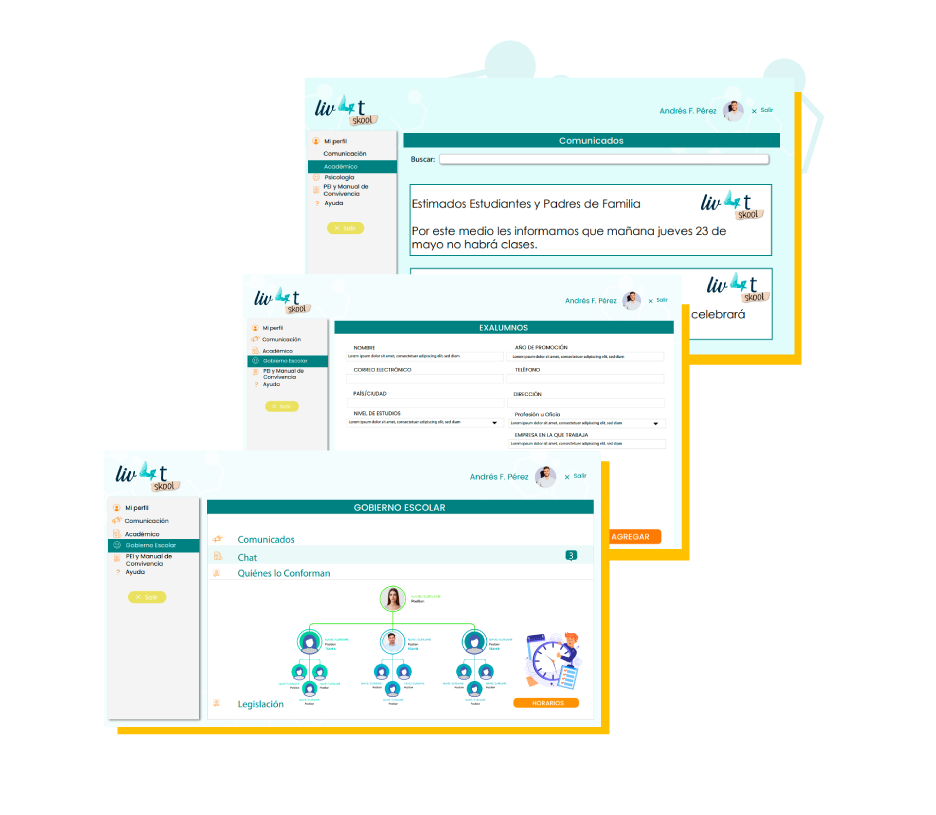 liv4t
skool
Andrés F. Pérez
× Salir
Mi perfil
Comunicación
Académico
Psicología
PEI y Manual de
Convivencia
? Ayuda
× Salir
Comunicados
Buscar:
Estimados Estudiantes y Padres de Familia
liv4t
skool
Por este medio les informamos que mañana jueves 23 de
mayo no habrá clases.
liv4t
skool
celebrará
liv4t
skool
Andrés F. Pérez
× Salir
Mi perfil
Comunicación
Académico
Gobierno Escolar
PEI y Manual de
Convivencia
? Ayuda
× Salir
EXALUMNOS
NOMBRE
Lorem ipsum dolor sit amet, consectetuer adipiscing elit, sed diam
AÑO DE PROMOCIÓN
Lorem ipsum dolor sit amet, consectetuer adipiscing elit, sed diam
CORREO ELECTRÓNICO
TELÉFONO
PAÍS/CIUDAD
DIRECCIÓN
NIVEL DE ESTUDIOS
Lorem ipsum dolor sit amet, consectetuer adipiscing elit, sed diam
Profesión u Oficio
Lorem ipsum dolor sit amet, consectetuer adipiscing elit, sed diam
EMPRESA EN LA QUE TRABAJA
Lorem ipsum dolor sit amet, consectetuer adipiscing elit, sed diam
AGREGAR
liv4t
skool
Andrés F. Pérez
× Salir
Mi perfil
Comunicación
Académico
Gobierno Escolar
PEI y Manual de
Convivencia
? Ayuda
× Salir
GOBIERNO ESCOLAR
Comunicados
Chat
3
Quiénes lo Conforman
Position
Position
Position
Position
Position
Position
Position
Position
Position
Position
Position
Position
Position
Legislación
HORARIOS